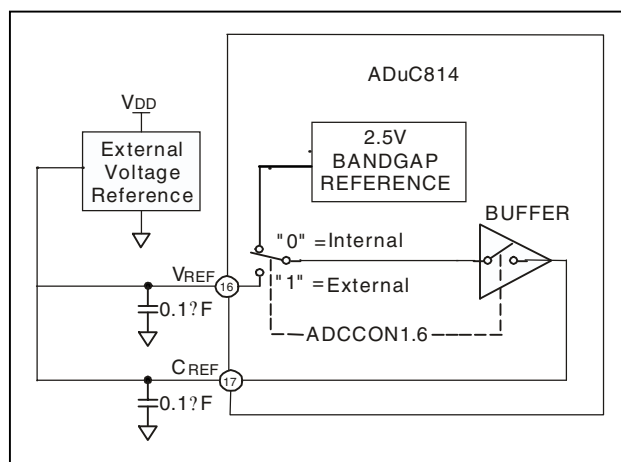 ADuC814
VDD
External
Voltage
Reference
2.5V
BANDGAP
REFERENCE
BUFFER
"0" =Internal
VREF
16
"1" =External
0.1?F
ADCCON1.6
CREF
17
0.1?F